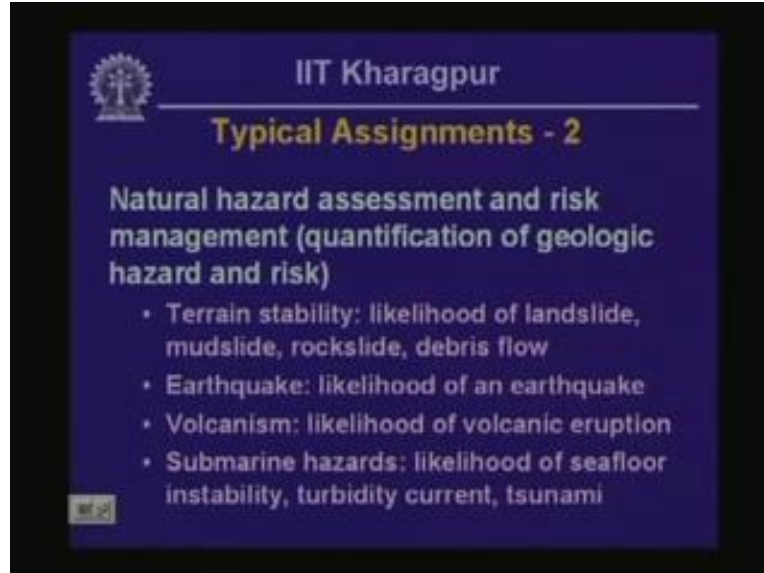 IIT Kharagpur
Typical Assignments - 2
Natural hazard assessment and risk
management (quantification of geologic
hazard and risk)
• Terrain stability: likelihood of landslide,
mudslide, rockslide, debris flow
• Earthquake: likelihood of an earthquake
• Volcanism: likelihood of volcanic eruption
• Submarine hazards: likelihood of seafloor
instability, turbidity current, tsunami